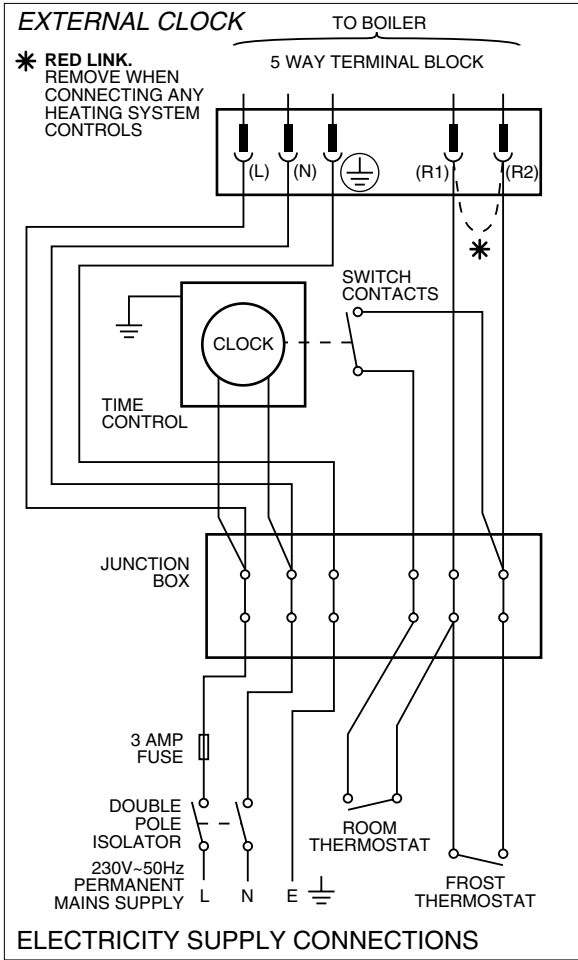 EXTERNAL CLOCK
TO BOILER
✱ RED LINK.
REMOVE WHEN
CONNECTING ANY
HEATING SYSTEM
CONTROLS
5 WAY TERMINAL BLOCK
(L) (N) (R1) (R2)
✱
SWITCH
CONTACTS
CLOCK
TIME
CONTROL
JUNCTION
BOX
3 AMP
FUSE
DOUBLE
POLE
ISOLATOR
230V~50Hz
PERMANENT
MAINS SUPPLY
L N E
ROOM
THERMOSTAT
FROST
THERMOSTAT
ELECTRICITY SUPPLY CONNECTIONS